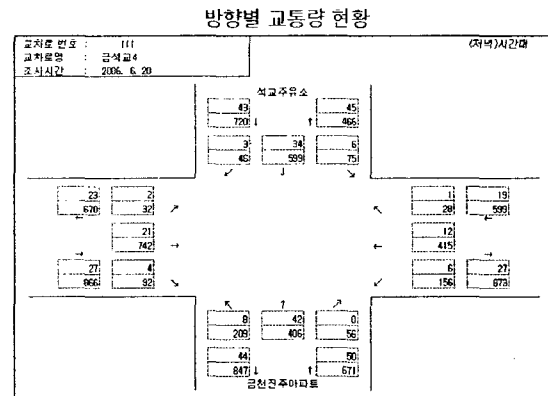 방향별 교통량 현황
교차로 번호 : 111
교차로명 : 금석교4
조사시간 : 2006. 6. 20
(저녁)시간대
석교주유소
43 45
720 ↓ ↑ 466
3 34 6
46 599 75
↙ ↓ ↘
23 2 1 19
670 32 ↗ ↖ 28 599
← ←
21 12
742 → ← 415
→ →
27 4 6 27
866 92 ↘ ↙ 156 873
↖ ↑ ↗
8 42 0
209 406 56
44 50
847 ↓ ↑ 671
금천진주아파트